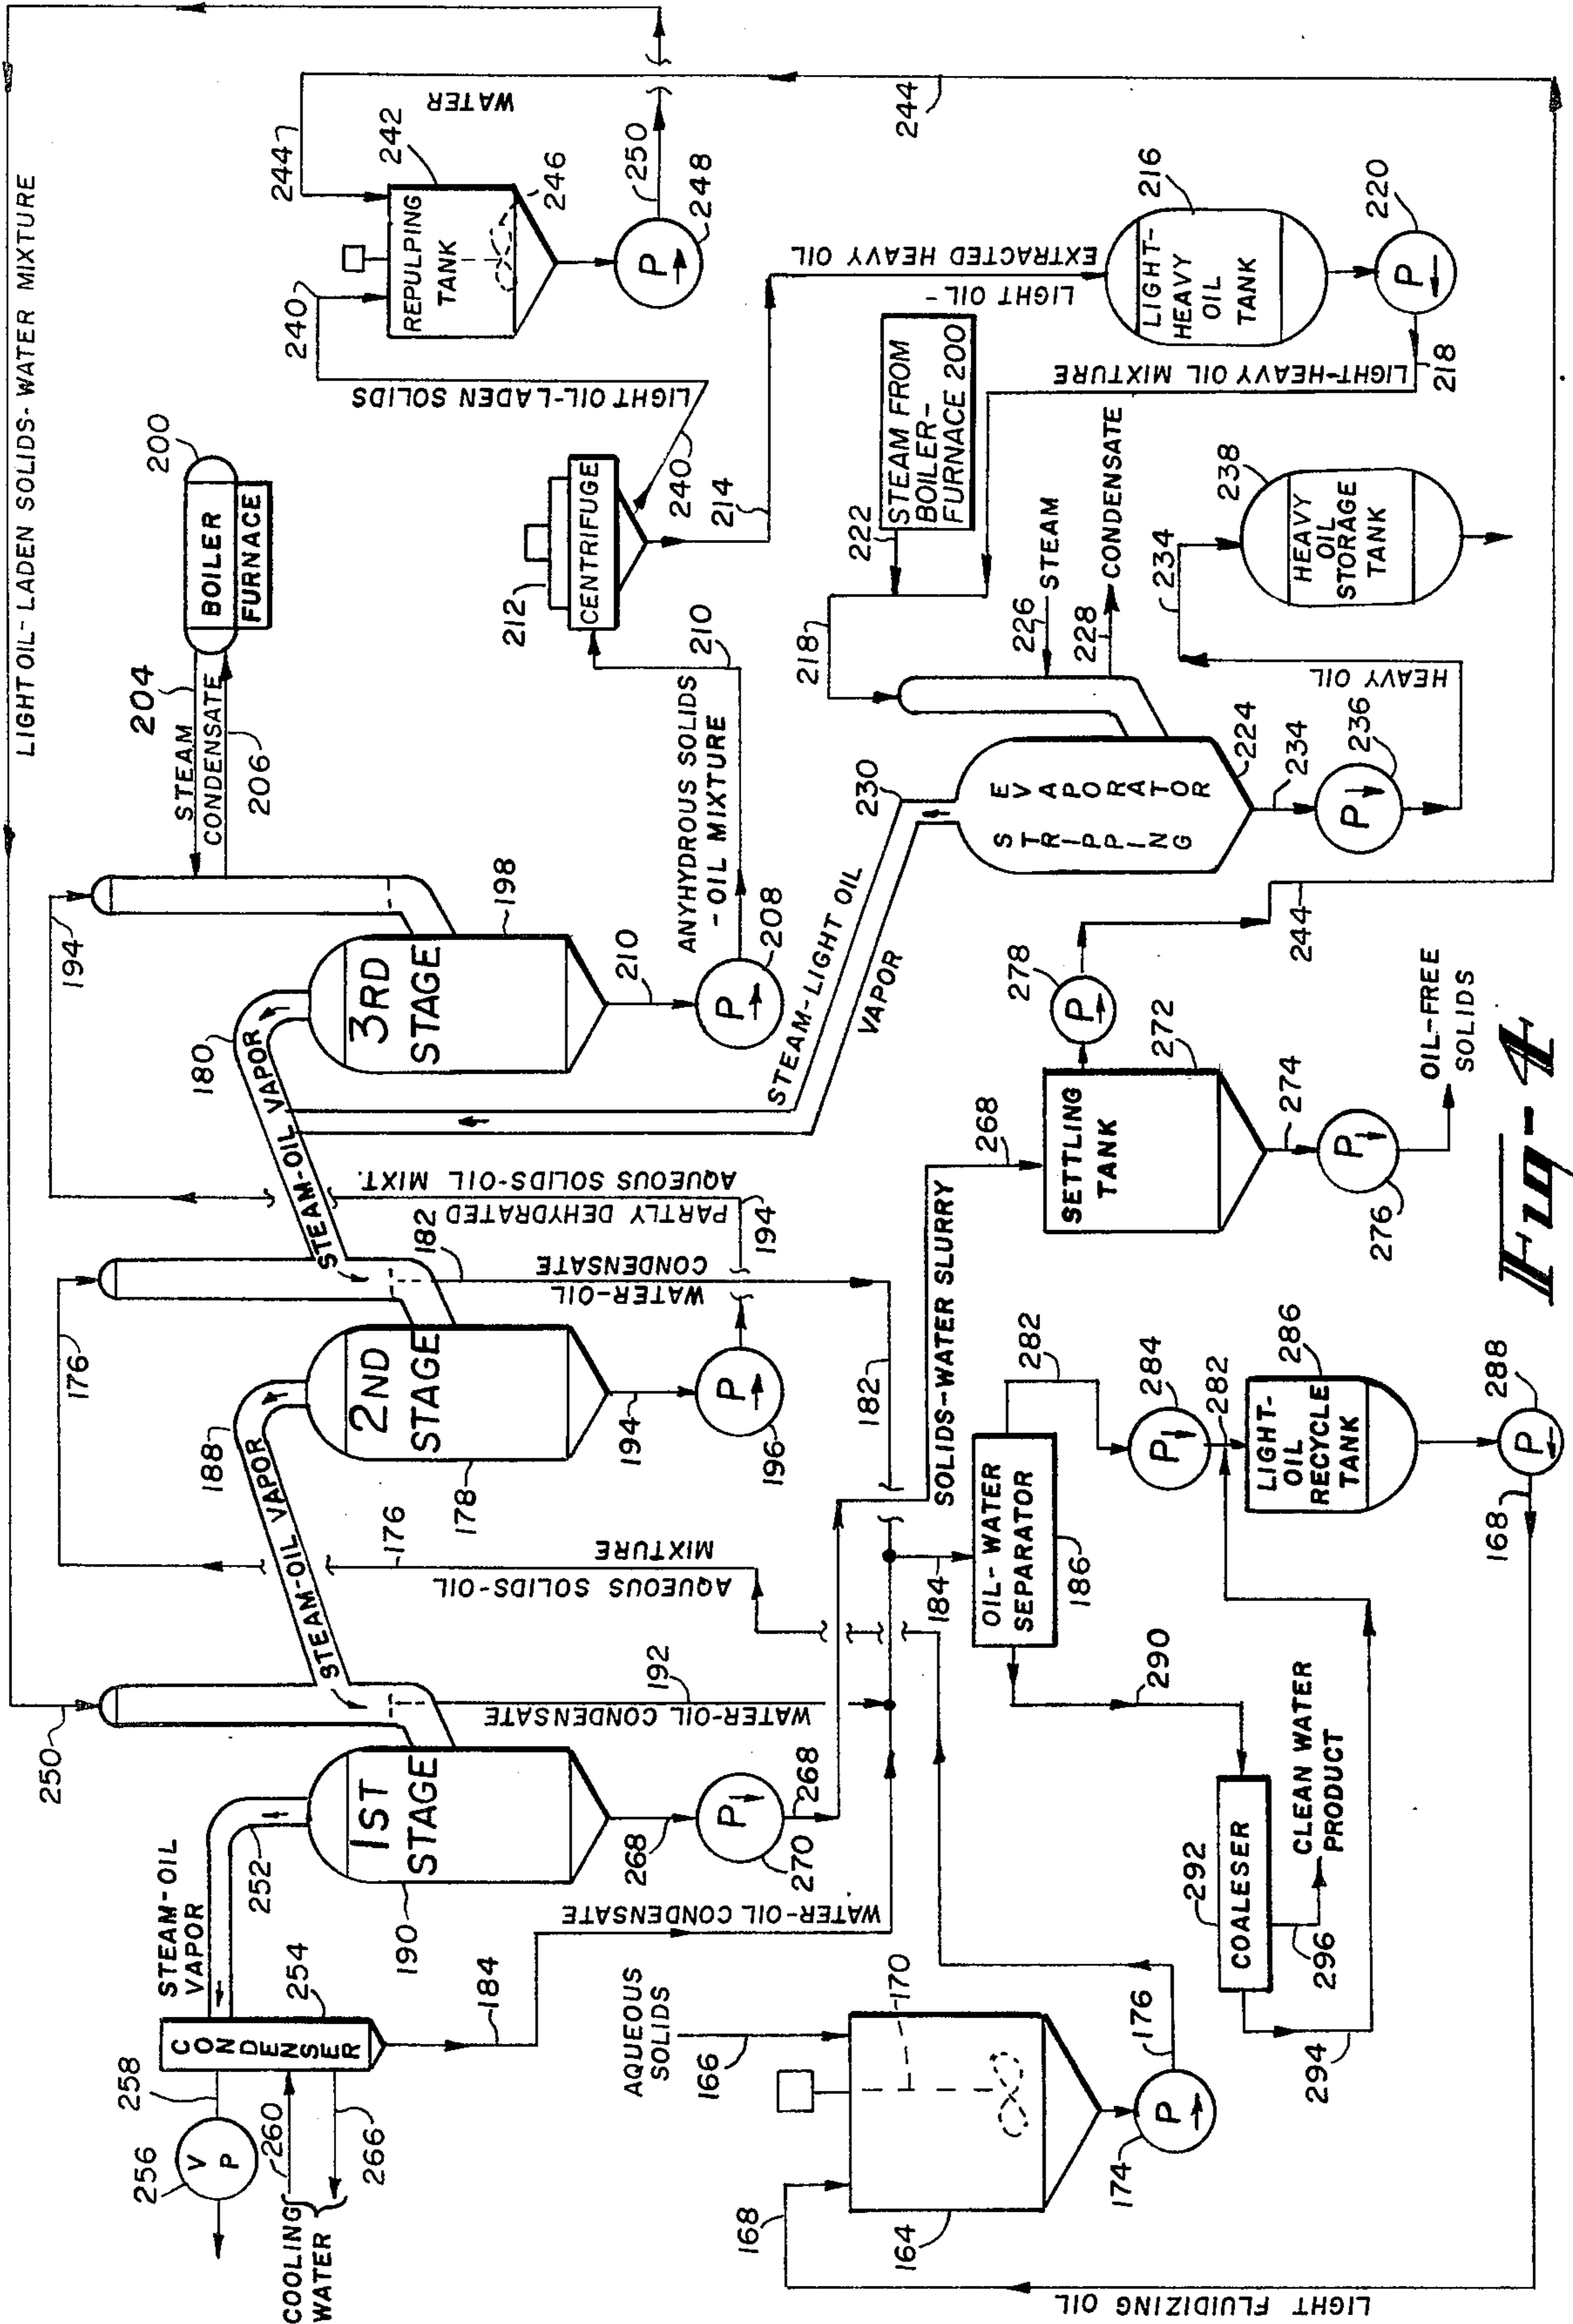 LIGHT OIL-LADEN SOLIDS-WATER MIXTURE
250
STEAM-OIL
VAPOR
252
CONDENSER
254
258
256
V P
260
266
COOLING
WATER
184
1ST
STAGE
190
268
P
270
268
WATER-OIL CONDENSATE
192
WATER-OIL CONDENSATE
STEAM-OIL VAPOR
188
176
2ND
STAGE
178
176
AQUEOUS SOLIDS-OIL
MIXTURE
194
P
196
182
WATER-OIL
CONDENSATE
182
194
PARTLY DEHYDRATED
AQUEOUS SOLIDS-OIL MIXT.
STEAM-OIL VAPOR
180
194
3RD
STAGE
198
210
P
208
ANYHYDROUS SOLIDS
-OIL MIXTURE
210
204
STEAM
CONDENSATE
206
BOILER
FURNACE
200
212
CENTRIFUGE
240
214
LIGHT OIL-LADEN SOLIDS
240
REPULPING
TANK
242
244
WATER
246
P
248
250
244
LIGHT OIL-
EXTRACTED HEAVY OIL
LIGHT-
HEAVY
OIL
TANK
216
P
220
218
LIGHT-HEAVY OIL MIXTURE
STEAM FROM
BOILER-
FURNACE 200
222
218
226
STEAM
228
CONDENSATE
STRIPPING
EVAPORATOR
224
230
STEAM-LIGHT OIL
VAPOR
234
P
236
HEAVY OIL
234
HEAVY
OIL
STORAGE
TANK
238
244
278
P
SETTLING
TANK
272
268
SOLIDS-WATER SLURRY
274
P
276
OIL-FREE
SOLIDS
184
OIL-WATER
SEPARATOR
186
282
P
284
282
LIGHT-
OIL
RECYCLE
TANK
286
P
288
168
290
COALESER
292
CLEAN WATER
PRODUCT
296
294
AQUEOUS
SOLIDS
166
170
168
164
P
174
176
LIGHT FLUIDIZING OIL
Fig-4